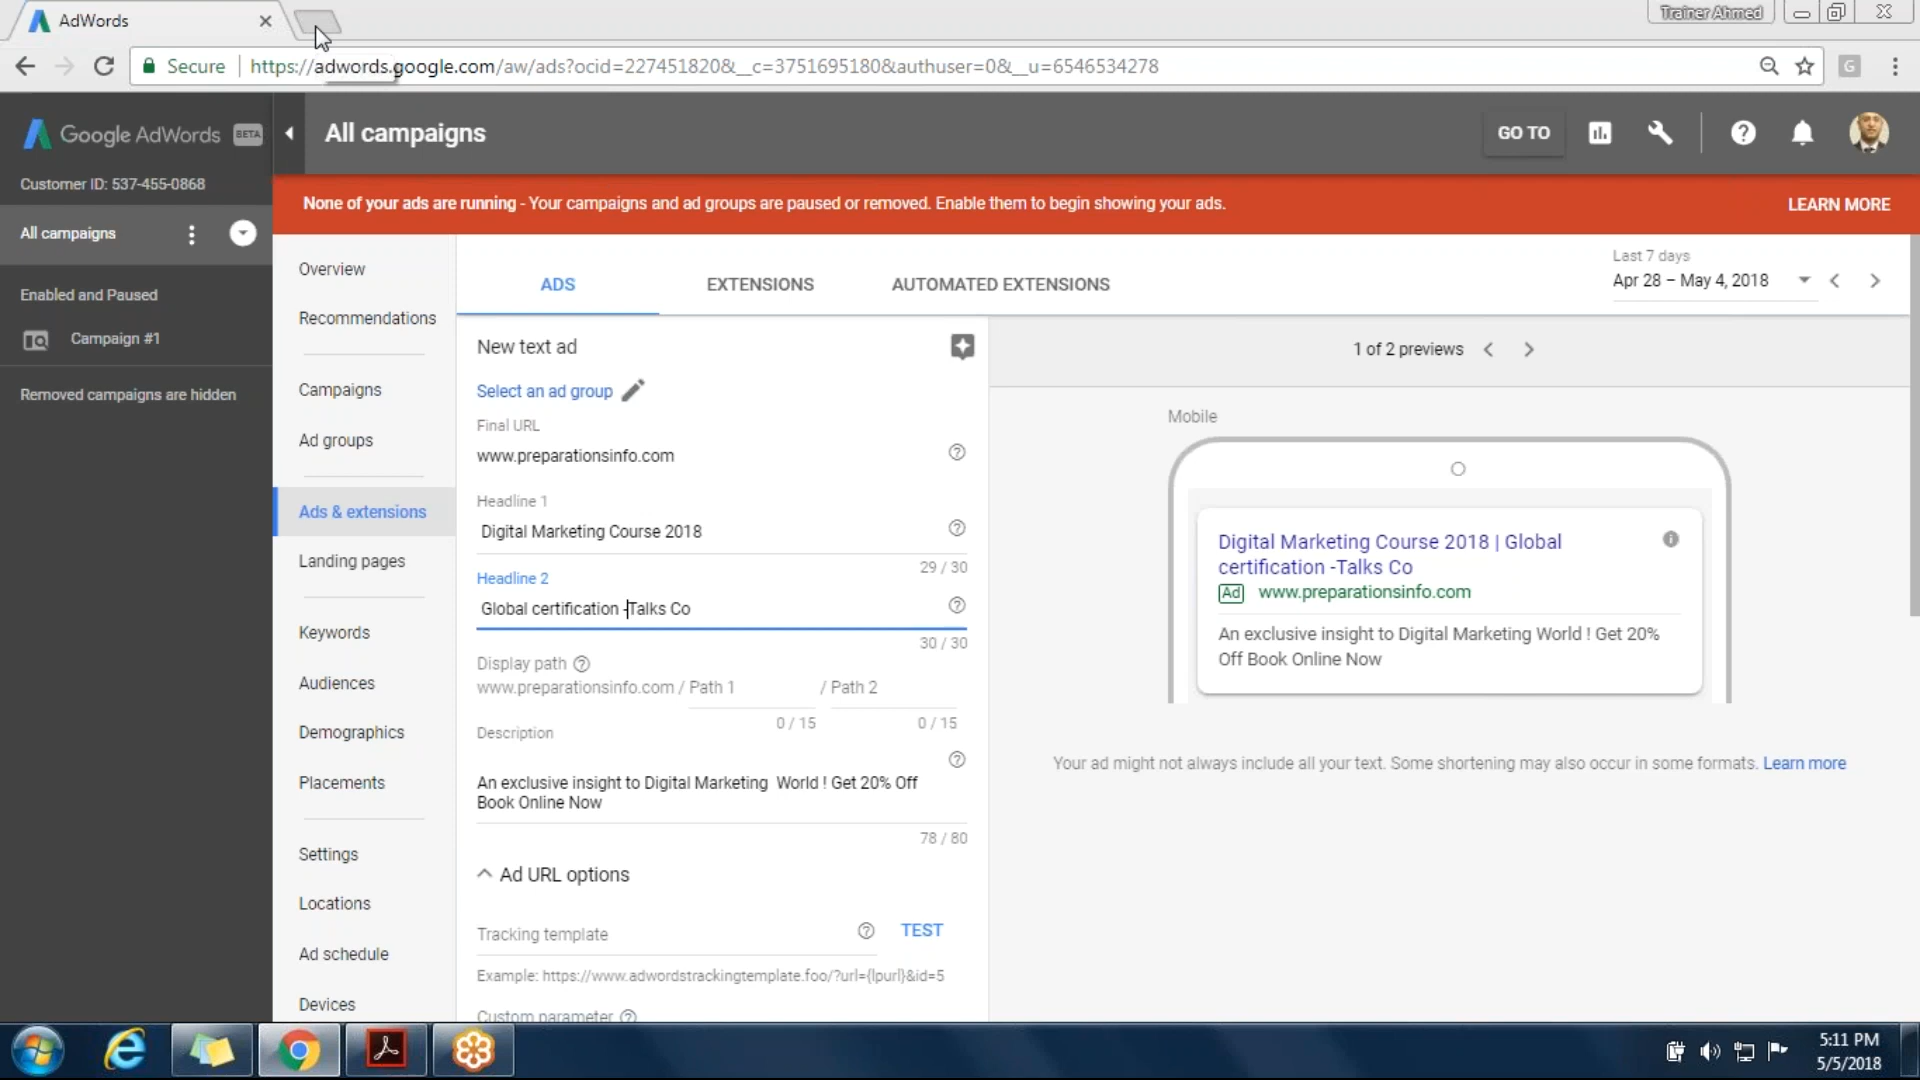 AdWords
Trainer Ahmed
Secure
https://adwords.google.com/aw/ads?ocid=227451820&__c=3751695180&authuser=0&__u=6546534278
G
Google AdWords BETA
All campaigns
GO TO
Customer ID: 537-455-0868
None of your ads are running - Your campaigns and ad groups are paused or removed. Enable them to begin showing your ads.
LEARN MORE
All campaigns
Enabled and Paused
Campaign #1
Removed campaigns are hidden
Overview
Recommendations
Campaigns
Ad groups
Ads & extensions
Landing pages
Keywords
Audiences
Demographics
Placements
Settings
Locations
Ad schedule
Devices
ADS
EXTENSIONS
AUTOMATED EXTENSIONS
Last 7 days
Apr 28 – May 4, 2018
New text ad
Select an ad group
Final URL
www.preparationsinfo.com
Headline 1
Digital Marketing Course 2018
29 / 30
Headline 2
Global certification -Talks Co
30 / 30
Display path
www.preparationsinfo.com / Path 1 / Path 2
0 / 15
0 / 15
Description
An exclusive insight to Digital Marketing  World ! Get 20% Off
Book Online Now
78 / 80
Ad URL options
Tracking template
TEST
Example: https://www.adwordstrackingtemplate.foo/?url={lpurl}&id=5
Custom parameter
1 of 2 previews
Mobile
Digital Marketing Course 2018 | Global
certification -Talks Co
Ad www.preparationsinfo.com
An exclusive insight to Digital Marketing World ! Get 20%
Off Book Online Now
Your ad might not always include all your text. Some shortening may also occur in some formats. Learn more
5:11 PM
5/5/2018